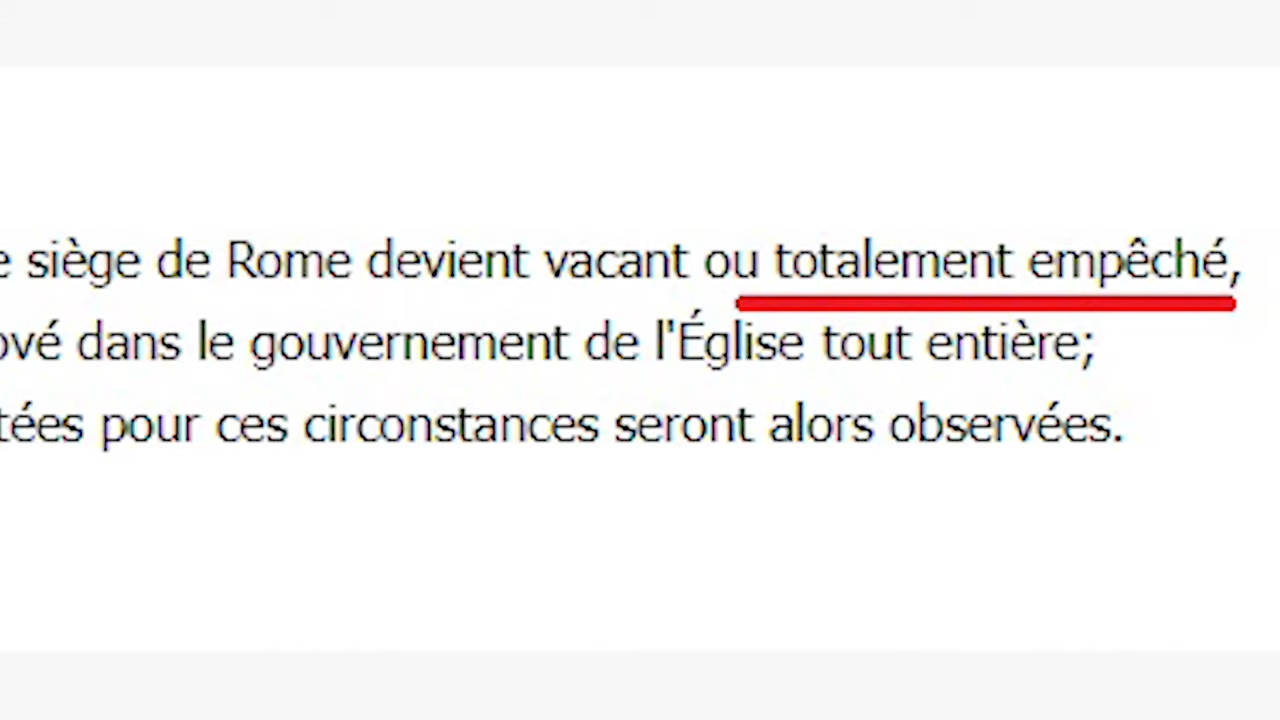 siège de Rome devient vacant ou totalement empêché,
dans le gouvernement de l'Église tout entière;
pour ces circonstances seront alors observées.